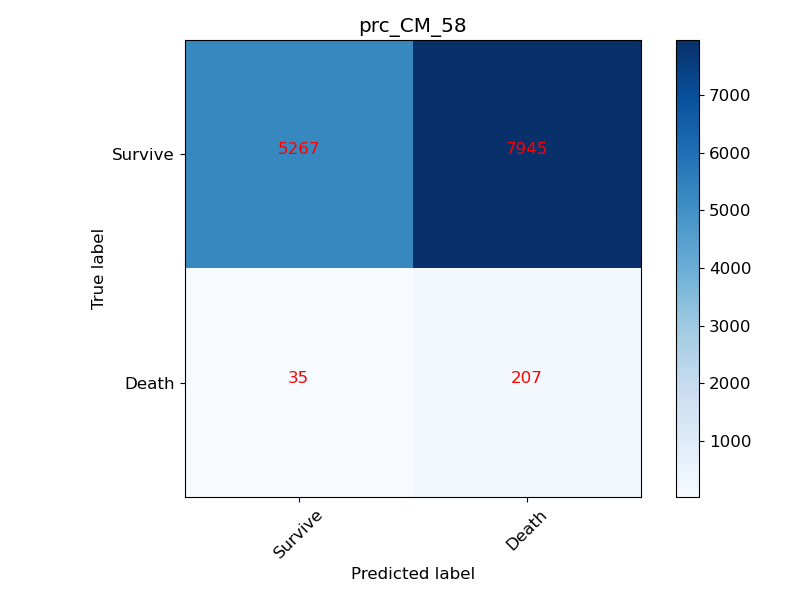 prc_CM_58
Survive
5267
7945
Death
35
207
True label
Survive
Death
Predicted label
7000
6000
5000
4000
3000
2000
1000